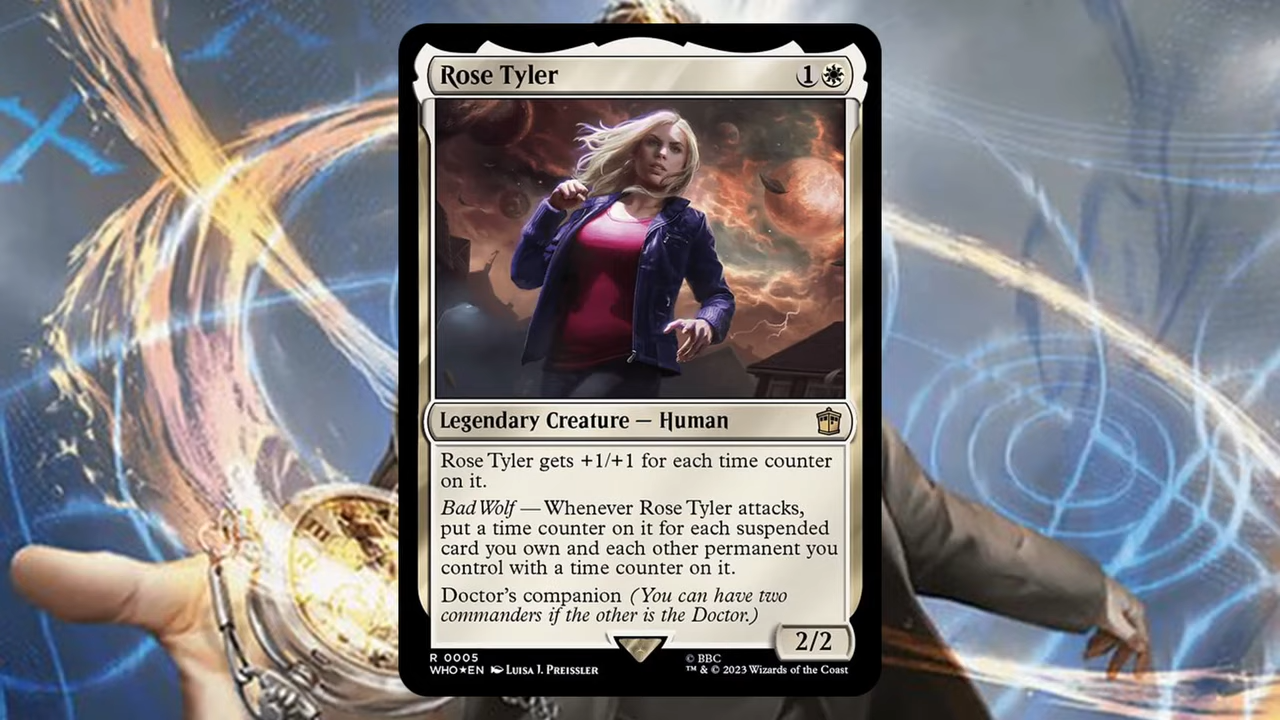 Rose Tyler 1
Rose Tyler gets +1/+1 for each time counter
on it.
Legendary Creature — Human
Bad Wolf — Whenever Rose Tyler attacks,
put a time counter on it for each suspended
card you own and each other permanent you
control with a time counter on it.
Doctor's companion (You can have two
commanders if the other is the Doctor.)
2/2
R 0005
WHO★EN LUISA J. PREISSLER
© BBC
™ & © 2023 Wizards of the Coast